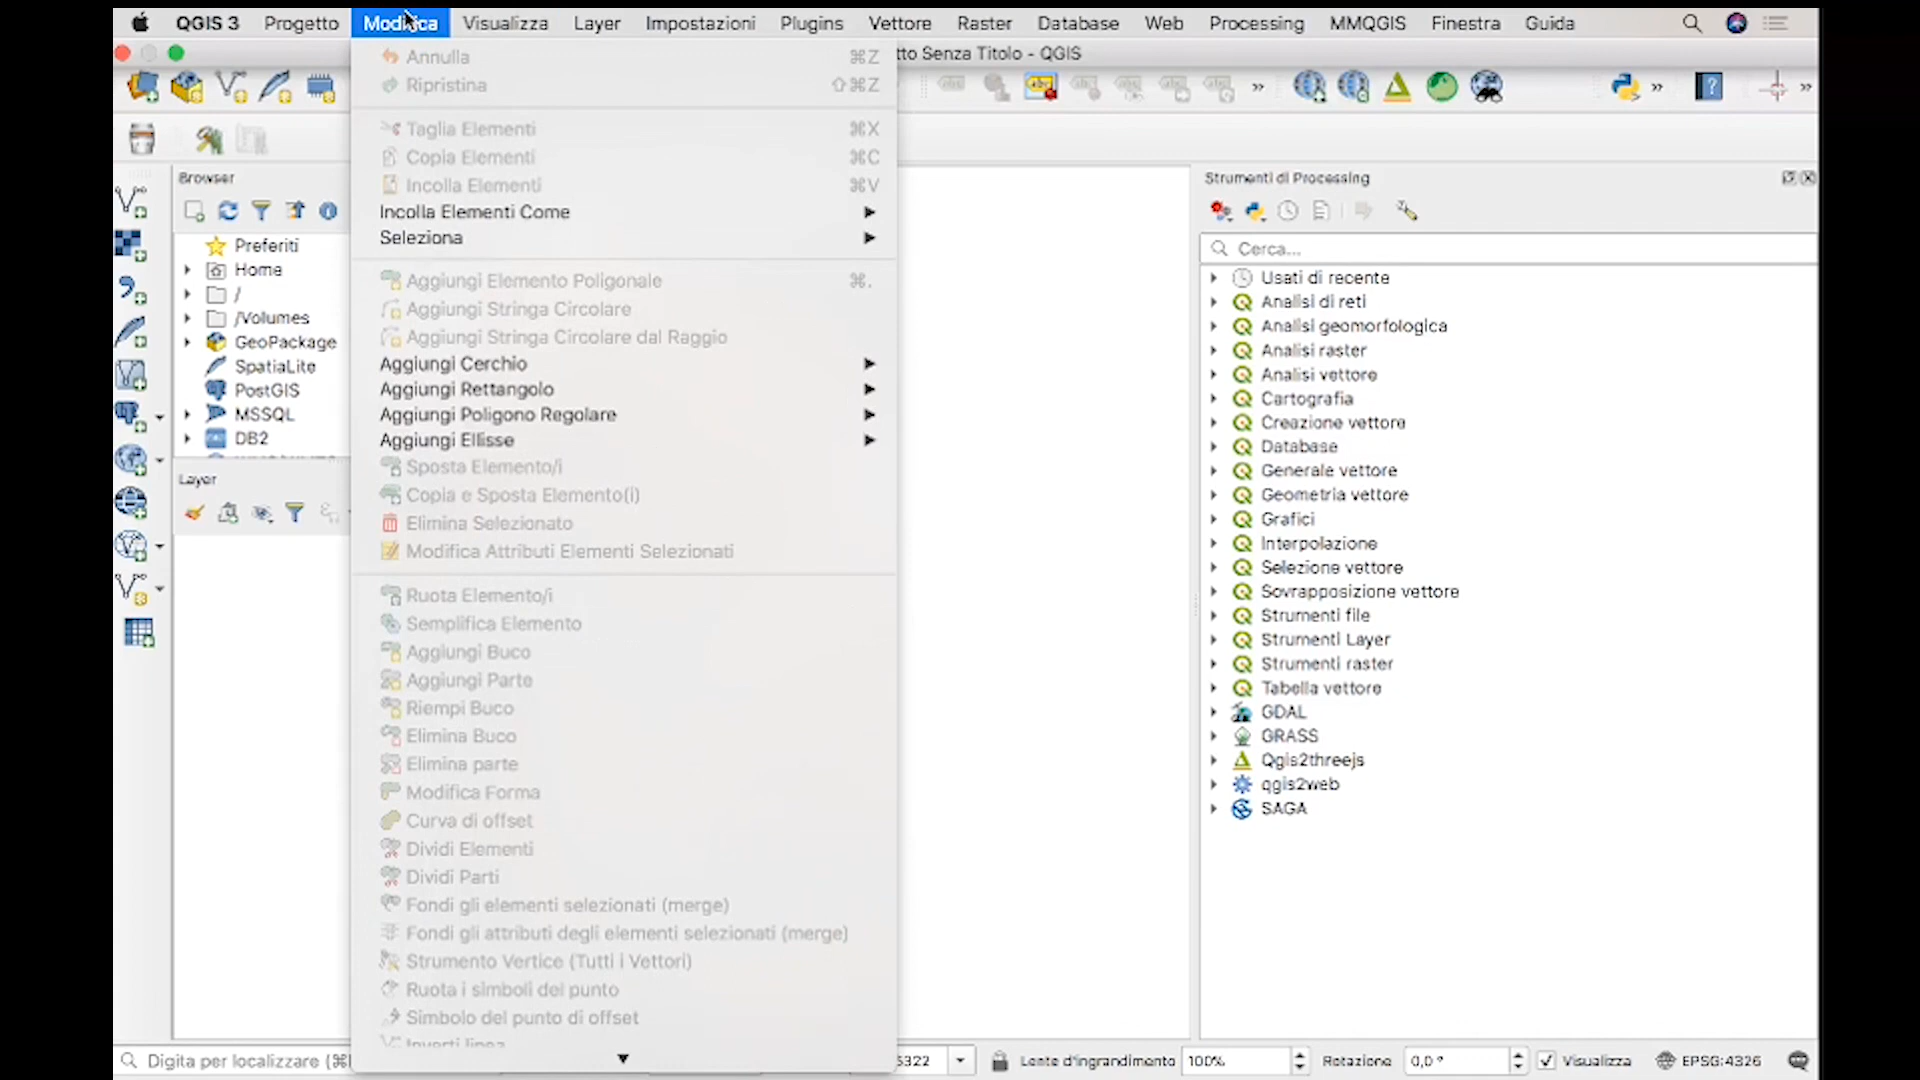 QGIS 3 Progetto Modifica Visualizza Layer Impostazioni Plugins Vettore Raster Database Web Processing MMQGIS Finestra Guida
tto Senza Titolo - QGIS
Annulla ⌘Z
Ripristina ⇧⌘Z
Taglia Elementi ⌘X
Copia Elementi ⌘C
Incolla Elementi ⌘V
Incolla Elementi Come
Seleziona
Aggiungi Elemento Poligonale ⌘.
Aggiungi Stringa Circolare
Aggiungi Stringa Circolare dal Raggio
Aggiungi Cerchio
Aggiungi Rettangolo
Aggiungi Poligono Regolare
Aggiungi Ellisse
Sposta Elemento/i
Copia e Sposta Elemento(i)
Elimina Selezionato
Modifica Attributi Elementi Selezionati
Ruota Elemento/i
Semplifica Elemento
Aggiungi Buco
Aggiungi Parte
Riempi Buco
Elimina Buco
Elimina parte
Modifica Forma
Curva di offset
Dividi Elementi
Dividi Parti
Fondi gli elementi selezionati (merge)
Fondi gli attributi degli elementi selezionati (merge)
Strumento Vertice (Tutti i Vettori)
Ruota i simboli del punto
Simbolo del punto di offset
Inverti linea
Browser
Preferiti
Home
/
/Volumes
GeoPackage
SpatiaLite
PostGIS
MSSQL
DB2
Layer
Strumenti di Processing
Cerca...
Usati di recente
Analisi di reti
Analisi geomorfologica
Analisi raster
Analisi vettore
Cartografia
Creazione vettore
Database
Generale vettore
Geometria vettore
Grafici
Interpolazione
Selezione vettore
Sovrapposizione vettore
Strumenti file
Strumenti Layer
Strumenti raster
Tabella vettore
GDAL
GRASS
Qgis2threejs
qgis2web
SAGA
Digita per localizzare (⌘ 5322 Lente d'ingrandimento 100% Rotazione 0,0 ° Visualizza EPSG:4326